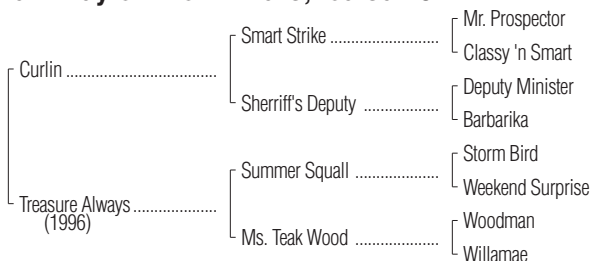 Mr. Prospector
Smart Strike ....................
Classy 'n Smart
Curlin ......................................
Deputy Minister
Sherriff's Deputy ...................
Barbarika
Storm Bird
Summer Squall .....................
Weekend Surprise
Treasure Always .....................
(1996)
Woodman
Ms. Teak Wood .....................
Willamae